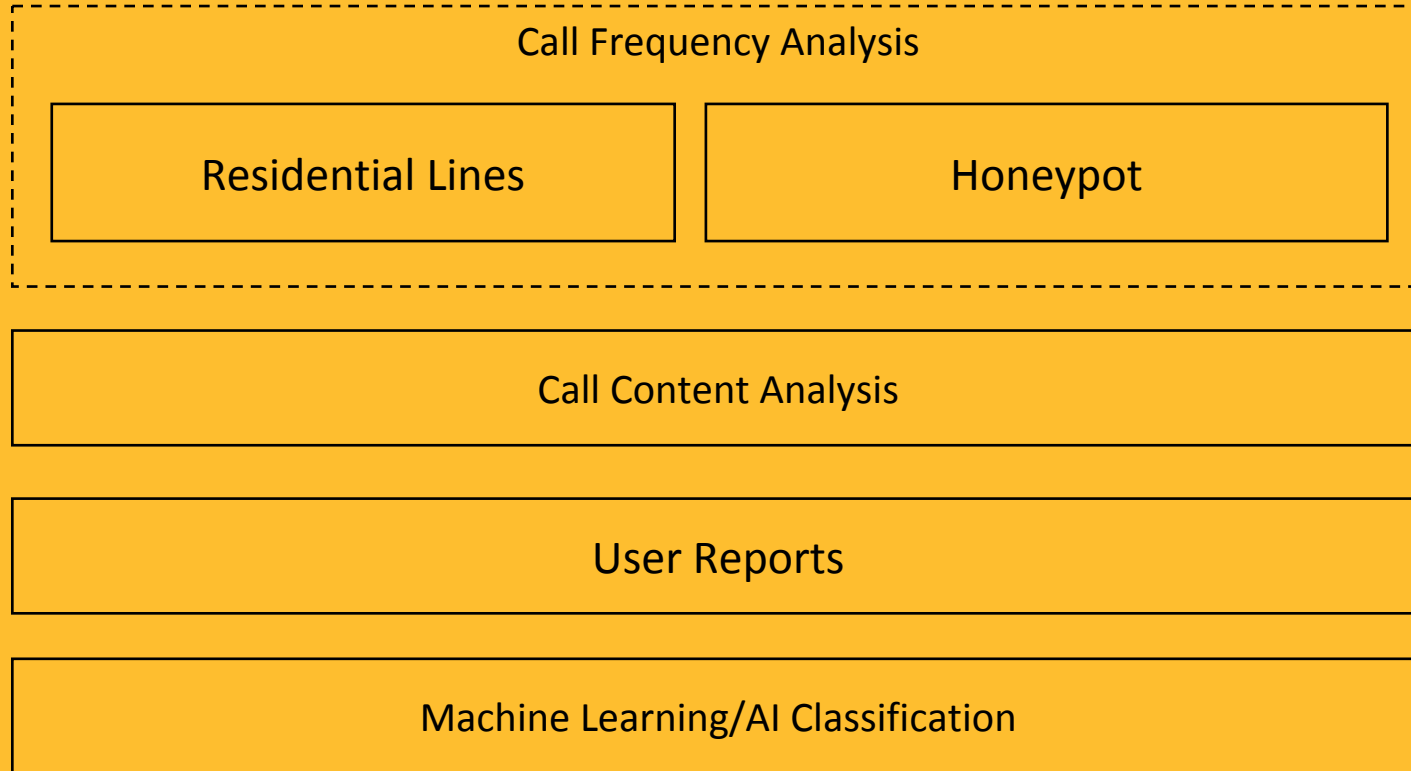 Call Frequency Analysis
Residential Lines
Honeypot
Call Content Analysis
User Reports
Machine Learning/AI Classification